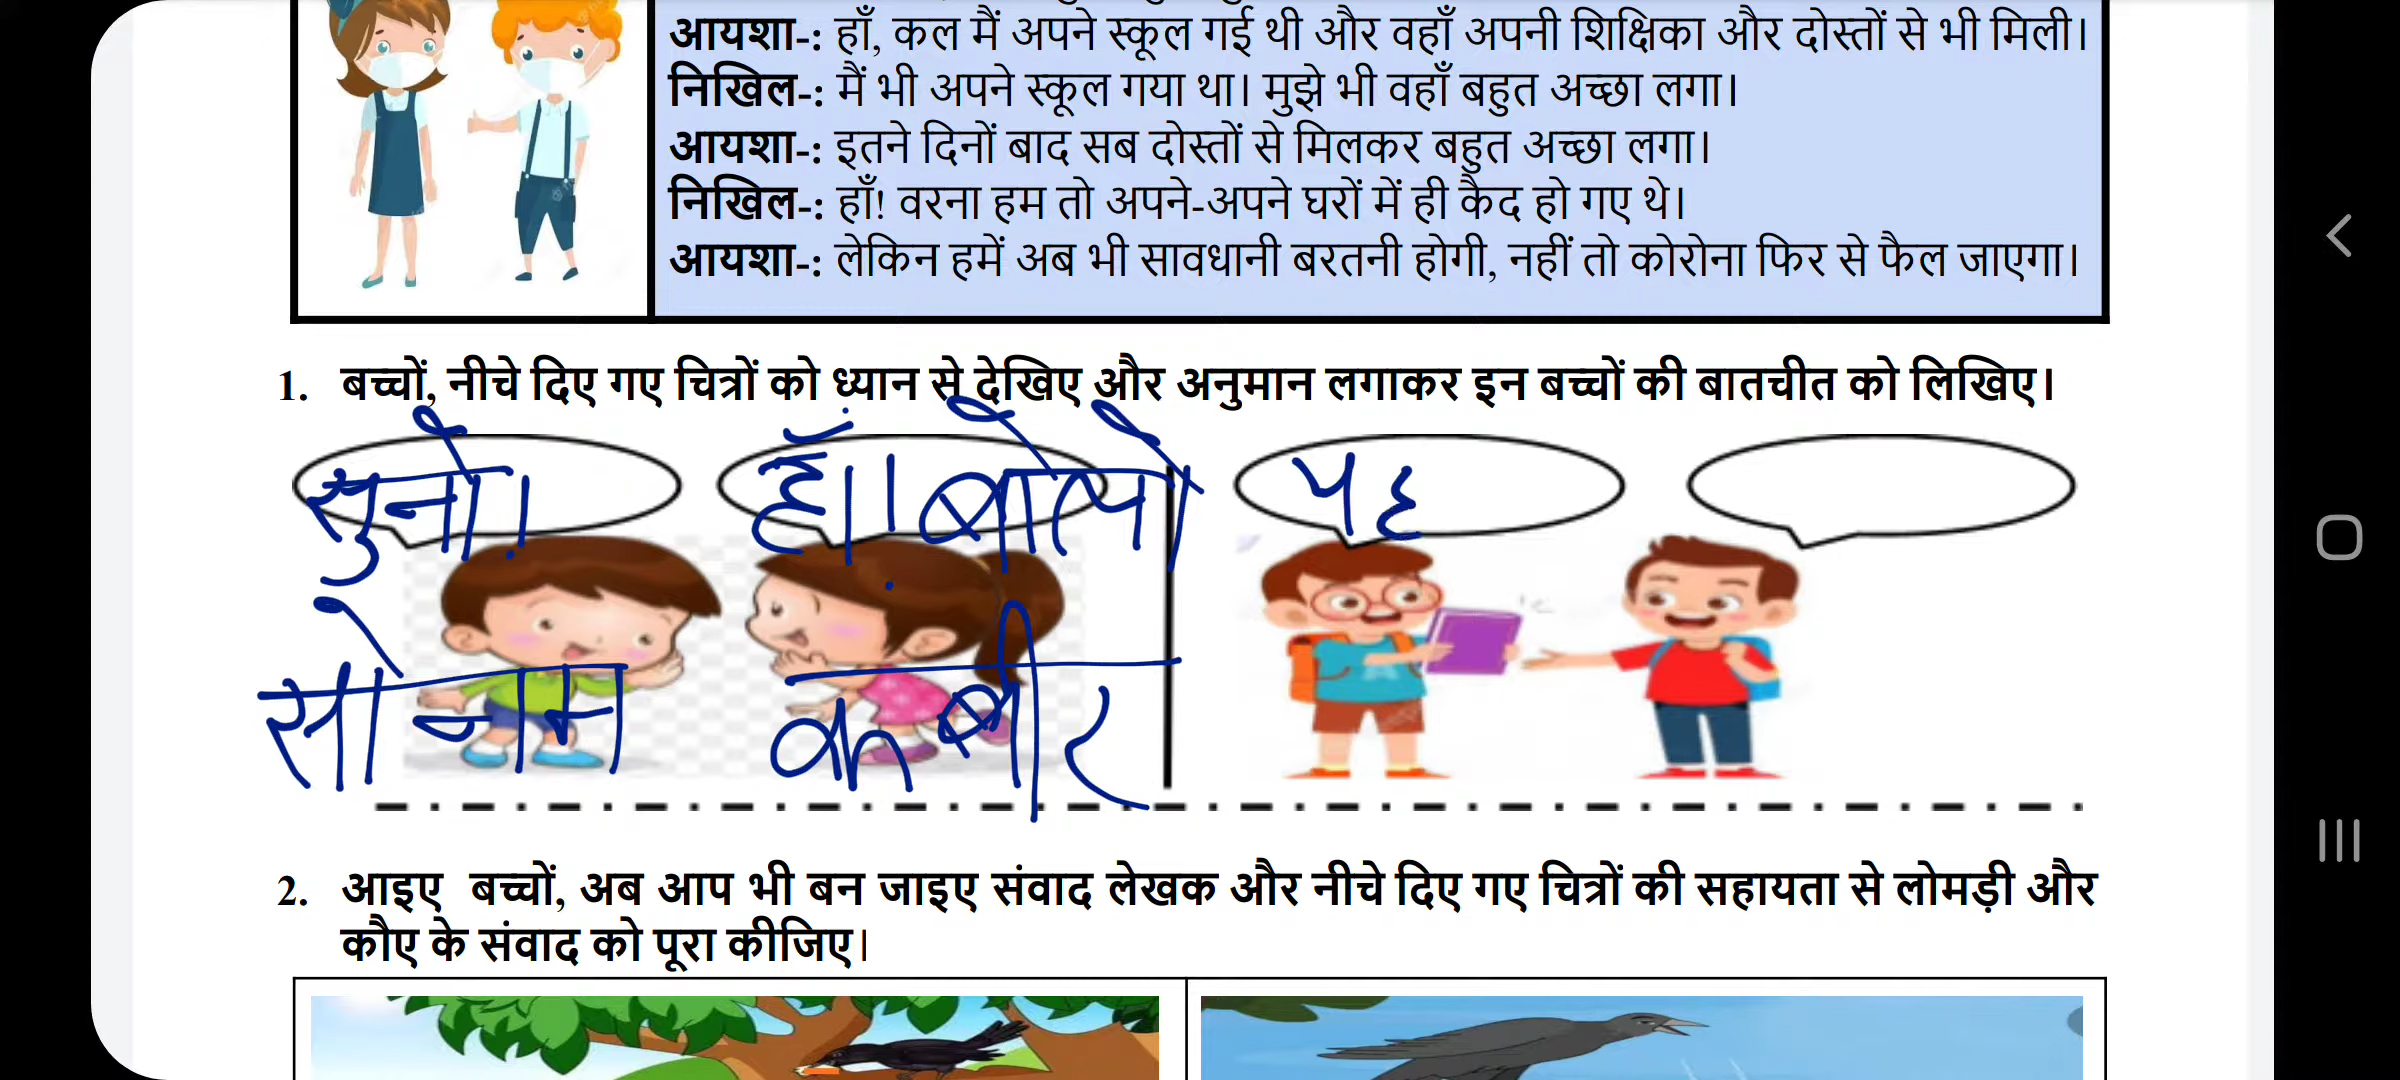 आयशा-: हाँ, कल मैं अपने स्कूल गई थी और वहाँ अपनी शिक्षिका और दोस्तों से भी मिली।
निखिल-: मैं भी अपने स्कूल गया था। मुझे भी वहाँ बहुत अच्छा लगा।
आयशा-: इतने दिनों बाद सब दोस्तों से मिलकर बहुत अच्छा लगा।
निखिल-: हाँ! वरना हम तो अपने-अपने घरों में ही कैद हो गए थे।
आयशा-: लेकिन हमें अब भी सावधानी बरतनी होगी, नहीं तो कोरोना फिर से फैल जाएगा।
1. बच्चों, नीचे दिए गए चित्रों को ध्यान से देखिए और अनुमान लगाकर इन बच्चों की बातचीत को लिखिए।
सुनो!
हाँ! बोलो
यह
सोनम
कबीर
2. आइए बच्चों, अब आप भी बन जाइए संवाद लेखक और नीचे दिए गए चित्रों की सहायता से लोमड़ी और
कौए के संवाद को पूरा कीजिए।